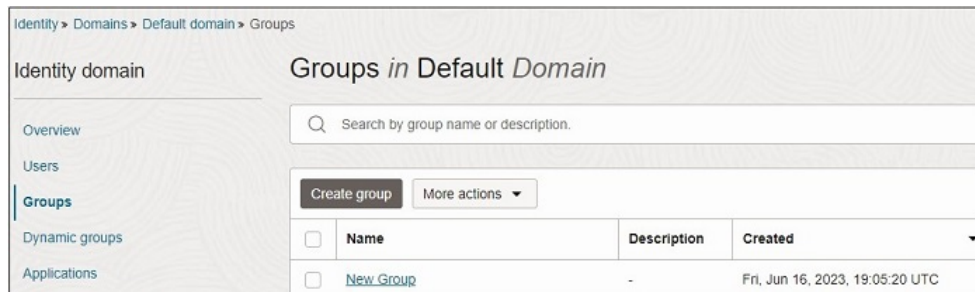 Identity » Domains » Default domain » Groups
Identity domain
Overview
Users
Groups
Dynamic groups
Applications
Groups in Default Domain
Search by group name or description.
Create group More actions
Name Description Created
New Group - Fri, Jun 16, 2023, 19:05:20 UTC